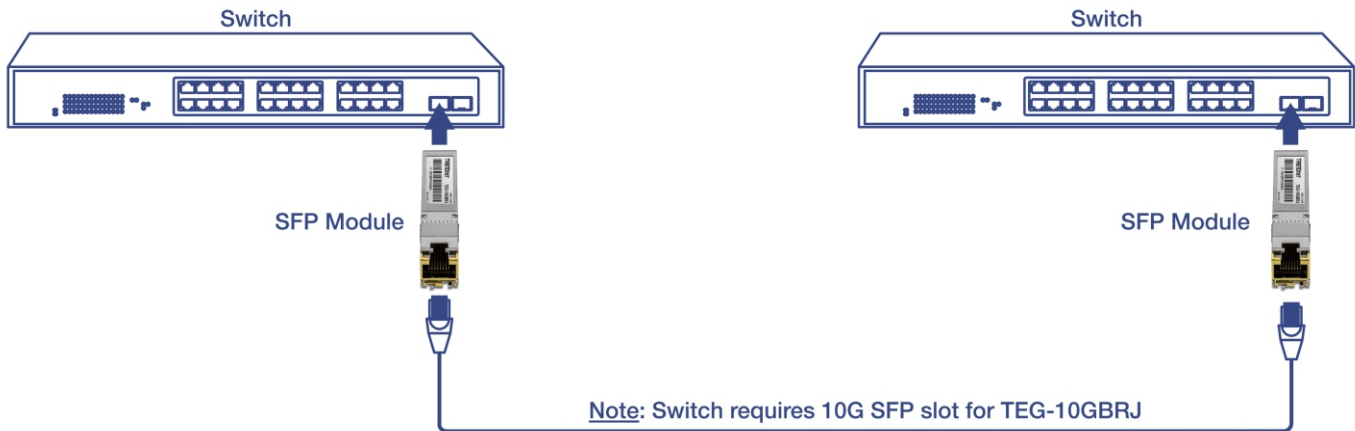 Switch
Switch
SFP Module
SFP Module
Note: Switch requires 10G SFP slot for TEG-10GBRJ